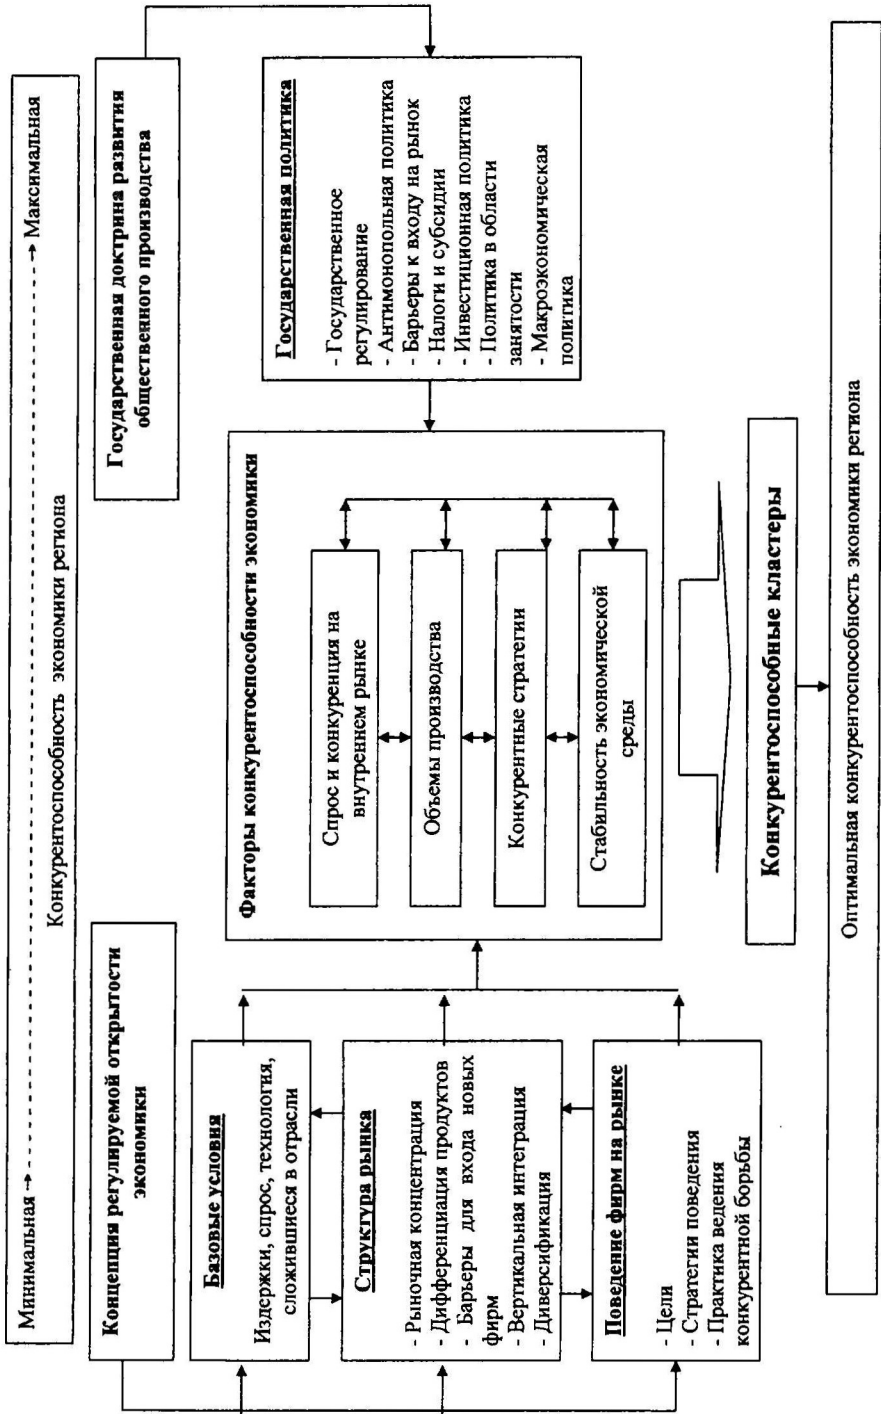 Минимальная
Максимальная
Конкурентоспособность экономики региона
Концепция регулируемой открытости
экономики
Государственная доктрина развития
общественного производства
Базовые условия
Издержки, спрос, технология,
сложившиеся в отрасли
Структура рынка
- Рыночная концентрация
- Дифференциация продуктов
- Барьеры для входа новых
фирм
- Вертикальная интеграция
- Диверсификация
Поведение фирм на рынке
- Цели
- Стратегии поведения
- Практика ведения
конкурентной борьбы
Факторы конкурентоспособности экономики
Спрос и конкуренция на
внутреннем рынке
Объемы производства
Конкурентные стратегии
Стабильность экономической
среды
Государственная политика
- Государственное
регулирование
- Антимонопольная политика
- Барьеры к входу на рынок
- Налоги и субсидии
- Инвестиционная политика
- Политика в области
занятости
- Макроэкономическая
политика
Конкурентоспособные кластеры
Оптимальная конкурентоспособность экономики региона